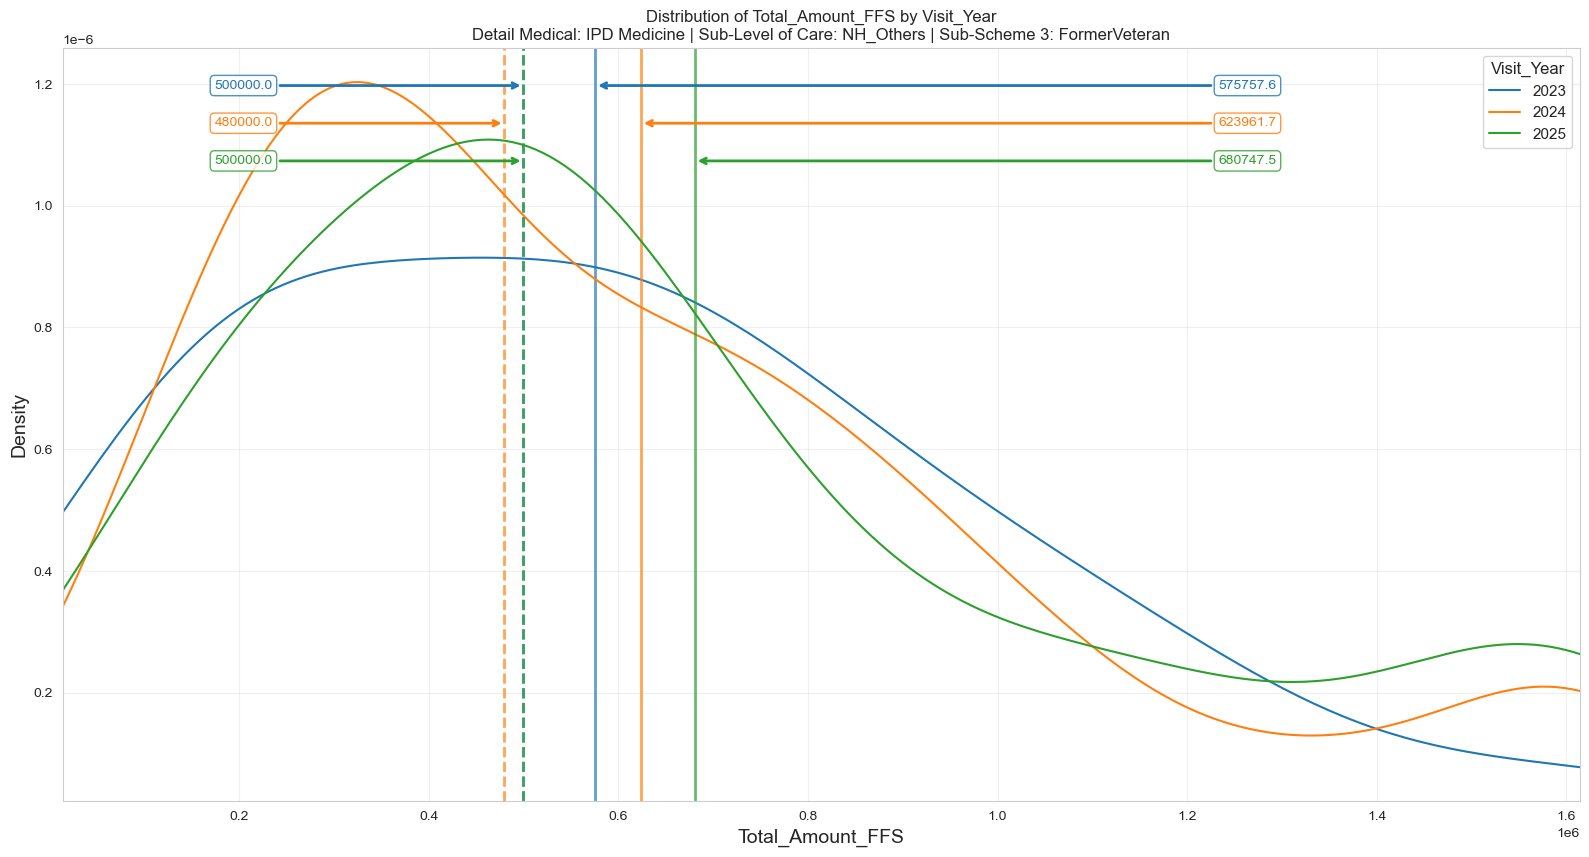 Distribution of Total_Amount_FFS by Visit_Year
Detail Medical: IPD Medicine | Sub-Level of Care: NH_Others | Sub-Scheme 3: FormerVeteran
1e−6
Visit_Year
2023
2024
2025
500000.0
575757.6
480000.0
623961.7
500000.0
680747.5
1.2
1.0
0.8
0.6
0.4
0.2
Density
0.2 0.4 0.6 0.8 1.0 1.2 1.4 1.6
1e6
Total_Amount_FFS